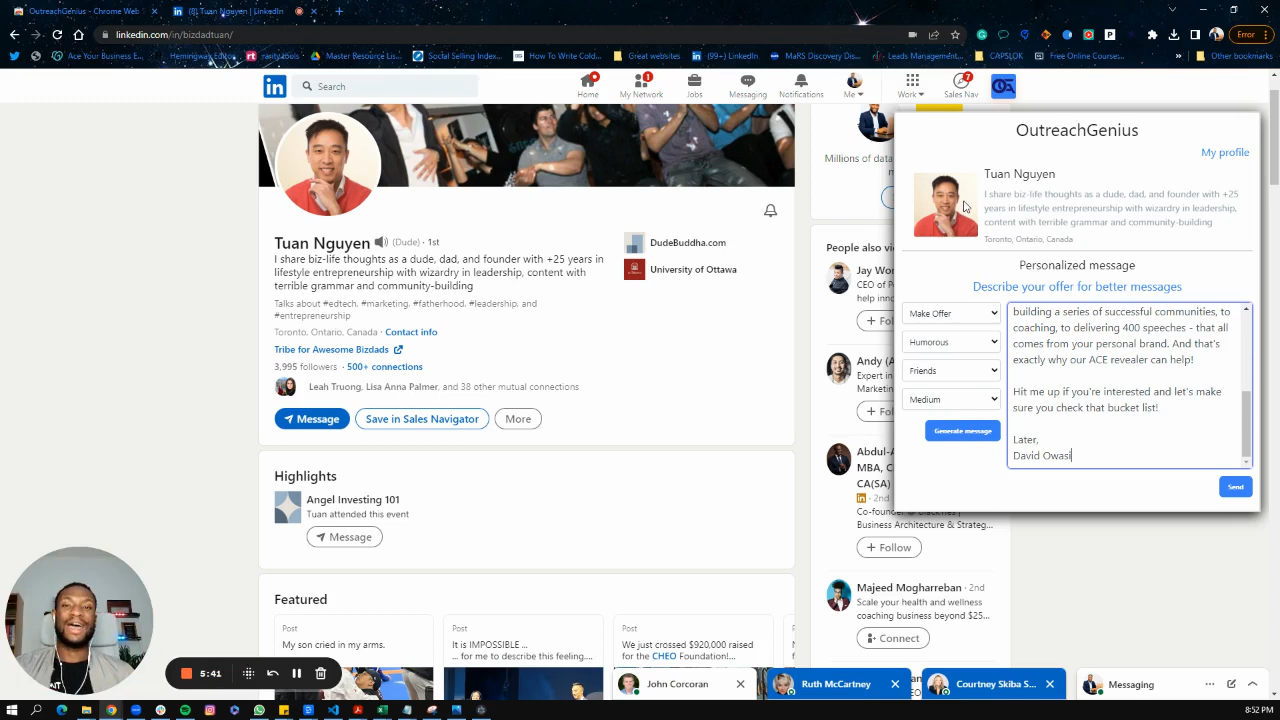 OutreachGenius - Chrome Web S
(8) Tuan Nguyen | LinkedIn
linkedin.com/in/bizdadtuan/
Error
Ace Your Business E...
Hemingway Editor
rarity.tools
Master Resource Lis...
Social Selling Index...
How To Write Cold...
Great websites
(99+) LinkedIn
MaRS Discovery Dis...
Leads Management...
CAPSLOK
Free Online Course:...
Other bookmarks
Search
Home
1
My Network
Jobs
Messaging
Notifications
Me
Work
7
Sales Nav
OutreachGenius
My profile
Tuan Nguyen
I share biz-life thoughts as a dude, dad, and founder with +25
years in lifestyle entrepreneurship with wizardry in leadership,
content with terrible grammar and community-building
Toronto, Ontario, Canada
Personalized message
Describe your offer for better messages
Make Offer
Humorous
Friends
Medium
Generate message
building a series of successful communities, to
coaching, to delivering 400 speeches - that all
comes from your personal brand. And that's
exactly why our ACE revealer can help!
Hit me up if you're interested and let's make
sure you check that bucket list!
Later,
David Owasi
Send
Tuan Nguyen (Dude) · 1st
I share biz-life thoughts as a dude, dad, and founder with +25 years in
lifestyle entrepreneurship with wizardry in leadership, content with
terrible grammar and community-building
Talks about #edtech, #marketing, #fatherhood, #leadership, and
#entrepreneurship
Toronto, Ontario, Canada · Contact info
Tribe for Awesome Bizdads
3,995 followers · 500+ connections
Leah Truong, Lisa Anna Palmer, and 38 other mutual connections
Message
Save in Sales Navigator
More
DudeBuddha.com
University of Ottawa
Highlights
Angel Investing 101
Tuan attended this event
Message
Featured
Post
My son cried in my arms.
Post
It is IMPOSSIBLE ...
... for me to describe this feeling....
Post
We just crossed $920,000 raised
for the CHEO Foundation!...
Millions of data
People also vi
Jay Wo
CEO of P
help inno
+ Fol
Andy (A
Expert in
Marketin
+ Fol
Abdul-A
MBA, C
CA(SA)
· 2nd
Co-founder
Business Architecture & Strateg...
+ Follow
Majeed Mogharreban · 2nd
Scale your health and wellness
coaching business beyond $25...
Connect
John Corcoran
Ruth McCartney
Courtney Skiba S...
Messaging
5:41
8:52 PM